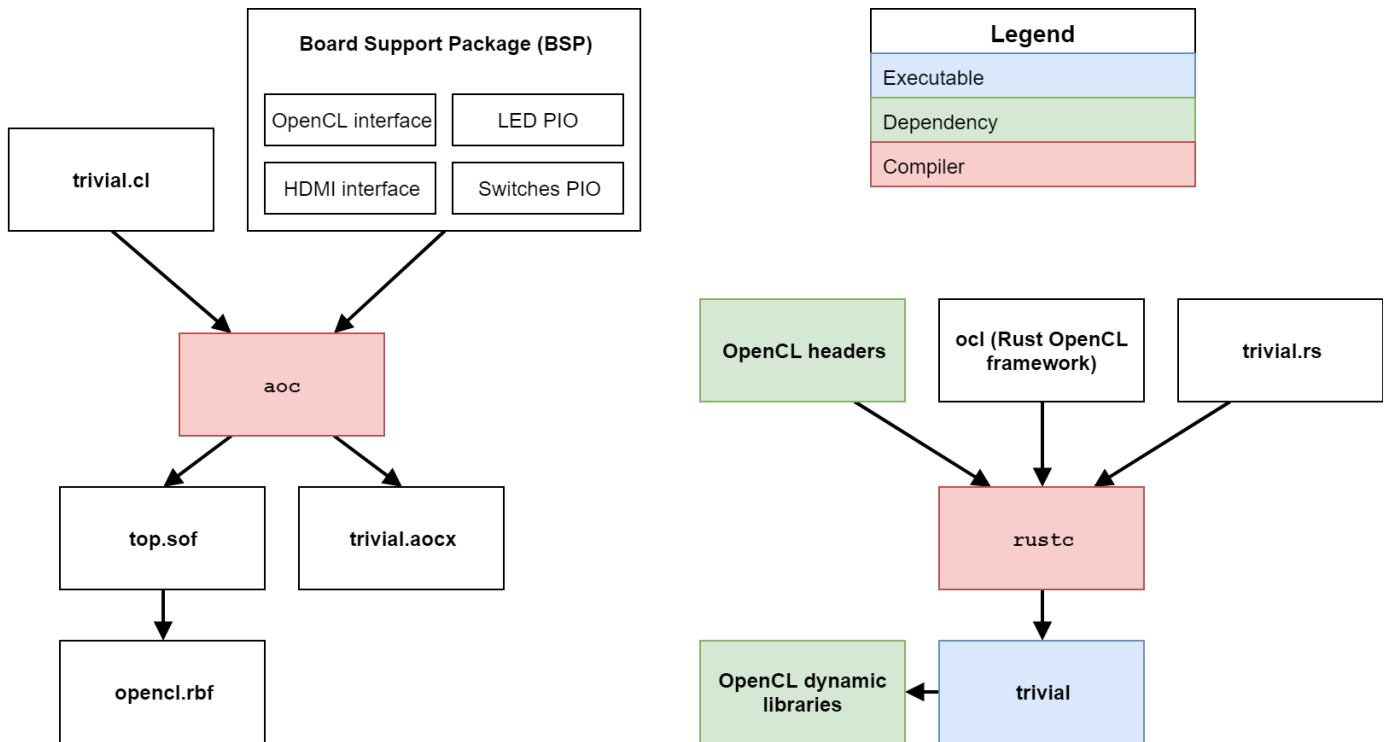 Board Support Package (BSP)
OpenCL interface
LED PIO
HDMI interface
Switches PIO
trivial.cl
aoc
top.sof
trivial.aocx
opencl.rbf
Legend
Executable
Dependency
Compiler
OpenCL headers
ocl (Rust OpenCL
framework)
trivial.rs
rustc
OpenCL dynamic
libraries
trivial